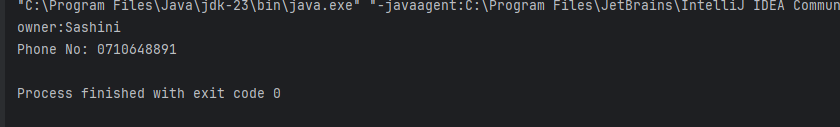 "C:\Program Files\Java\jdk-23\bin\java.exe" "-javaagent:C:\Program Files\JetBrains\IntelliJ IDEA Commun
owner:Sashini
Phone No: 0710648891
Process finished with exit code 0